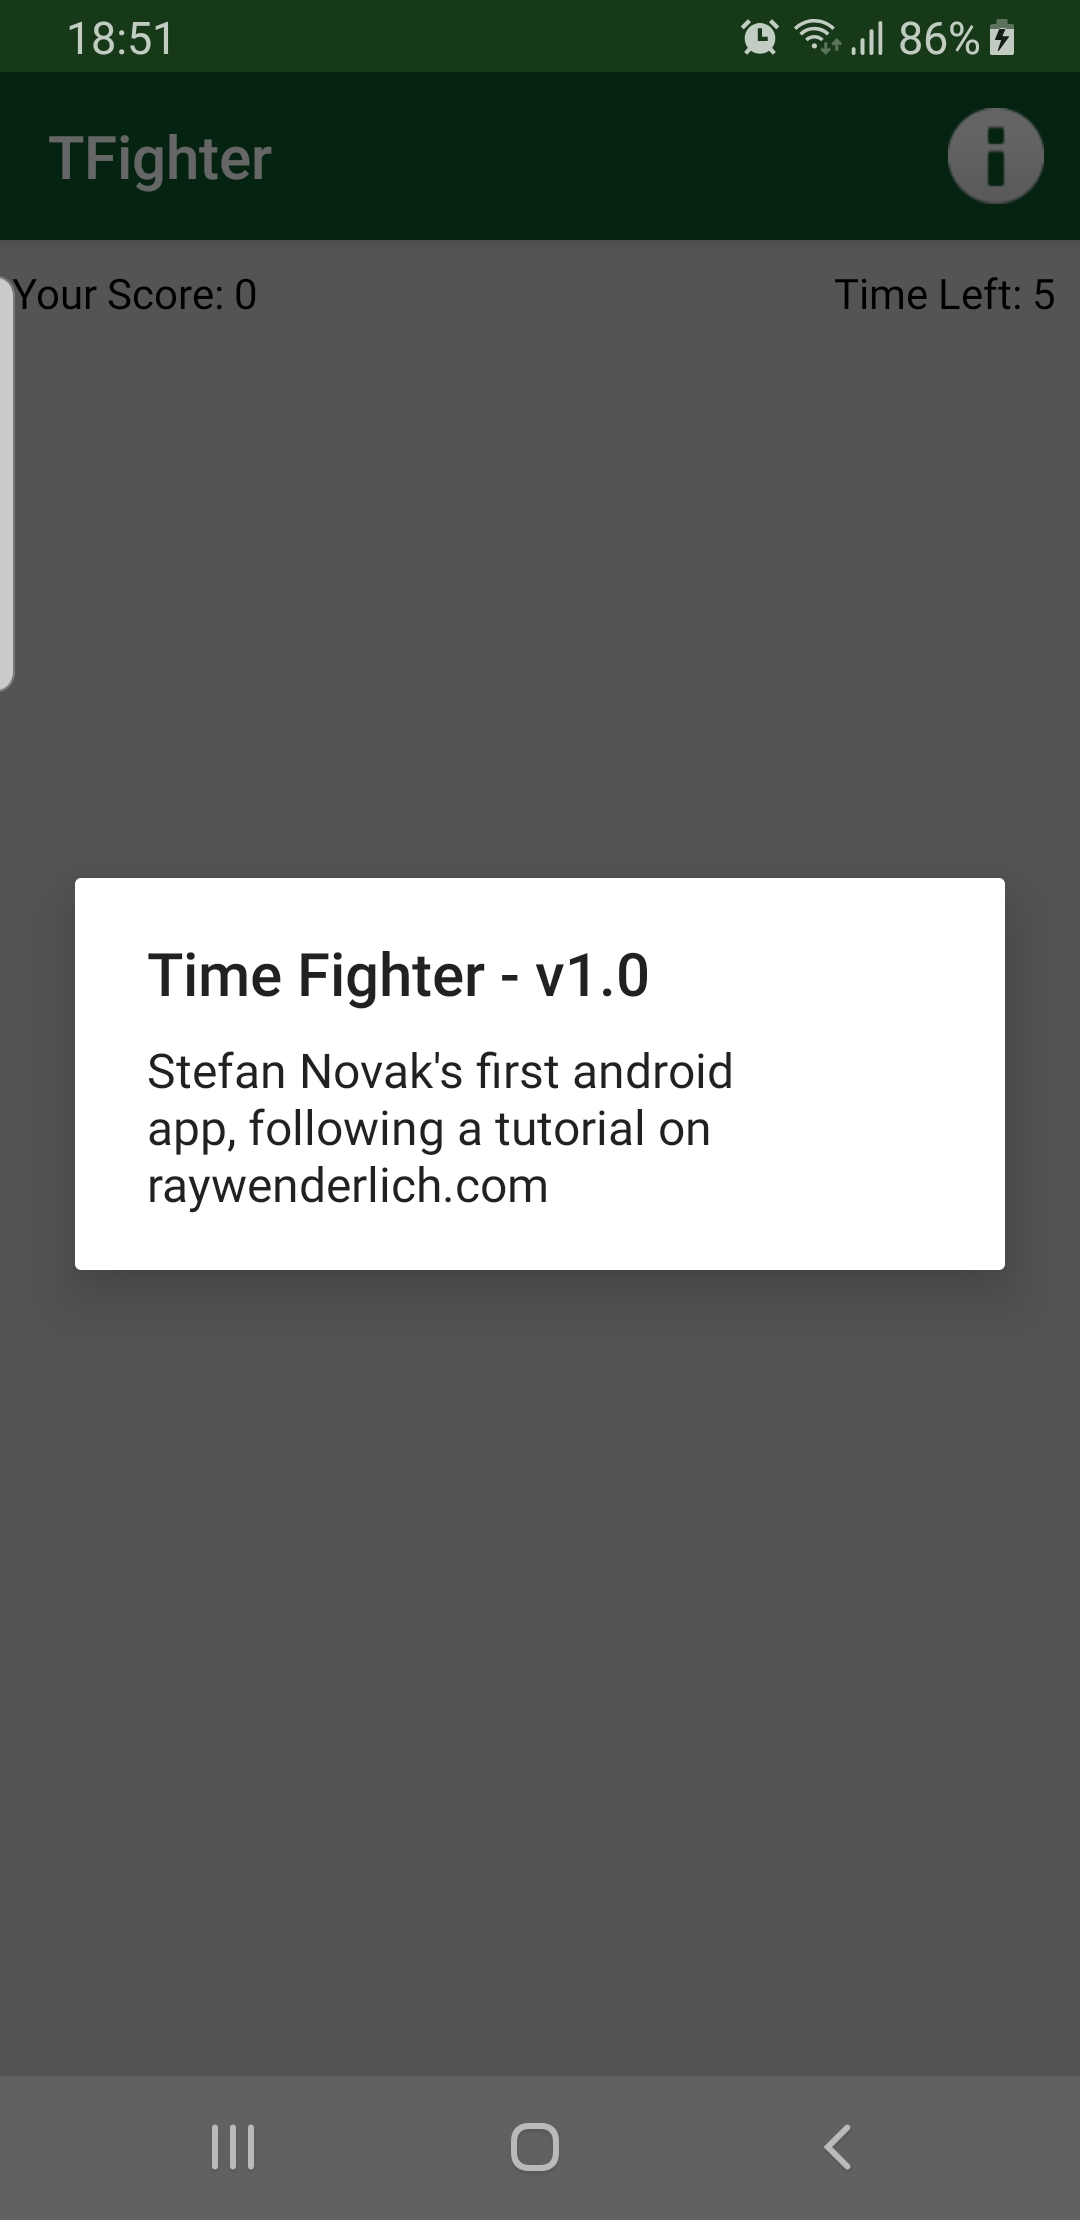 18:51 86%
TFighter
Your Score: 0 Time Left: 5
Time Fighter - v1.0
Stefan Novak's first android
app, following a tutorial on
raywenderlich.com